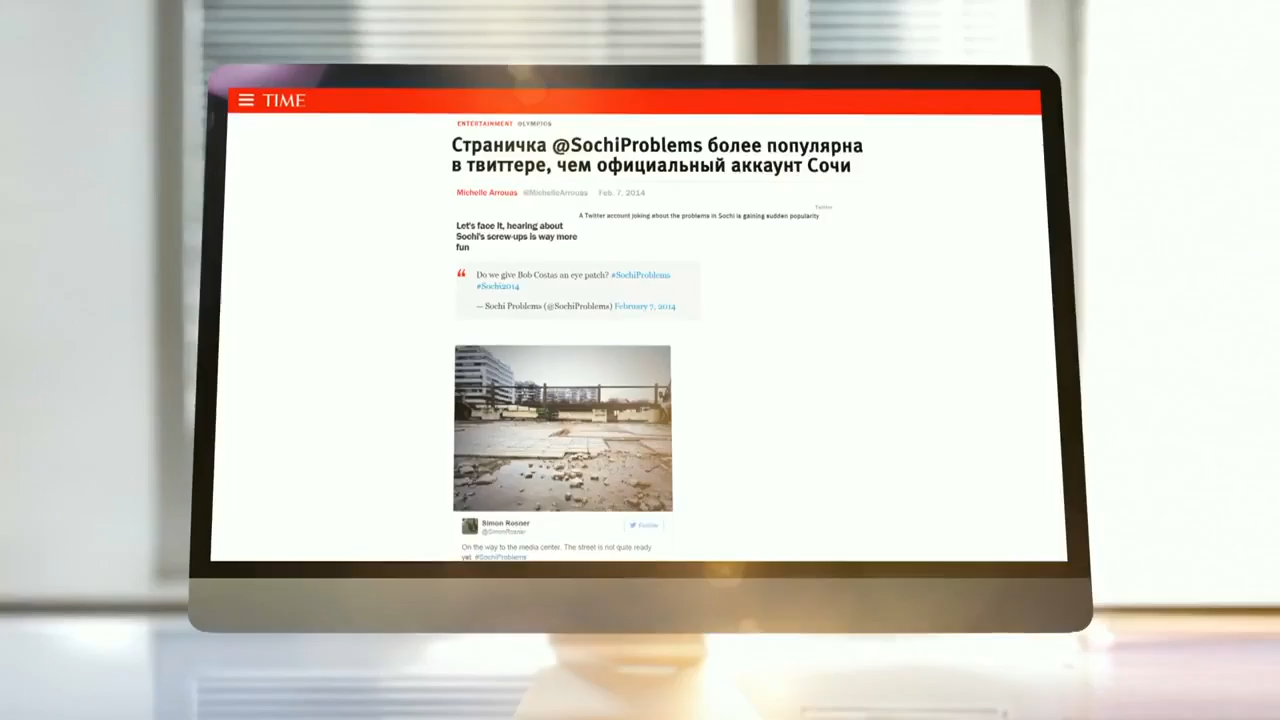 TIME
ENTERTAINMENT OLYMPICS
Страничка @SochiProblems более популярна
в твиттере, чем официальный аккаунт Сочи
Michelle Arrouas @MichelleArrouas Feb. 7, 2014
Twitter
A Twitter account joking about the problems in Sochi is gaining sudden popularity
Let's face it, hearing about
Sochi's screw-ups is way more
fun
“ Do we give Bob Costas an eye patch? #SochiProblems
#Sochi2014
— Sochi Problems (@SochiProblems) February 7, 2014
Simon Rosner
@SimonRosner
Follow
On the way to the media center. The street is not quite ready
yet. #SochiProblems